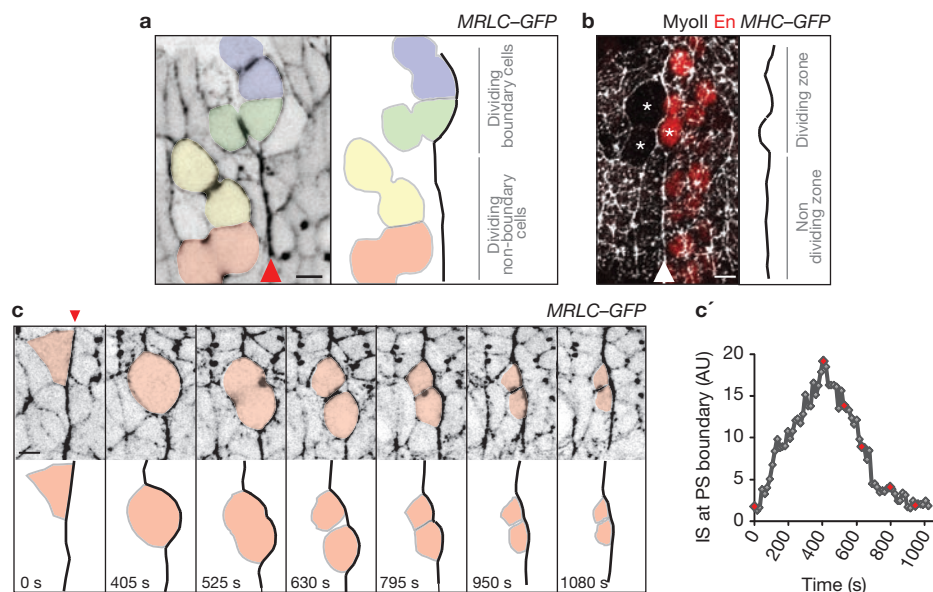 a
MRLC–GFP
Dividing
boundary cells
Dividing
non-boundary
cells
b
MyoII En MHC–GFP
*
*
*
Dividing zone
Non
dividing zone
c
MRLC–GFP
0 s
405 s
525 s
630 s
795 s
950 s
1080 s
c´
IS at PS boundary (AU)
20
15
10
5
0
0
200
400
600
800
1000
Time (s)